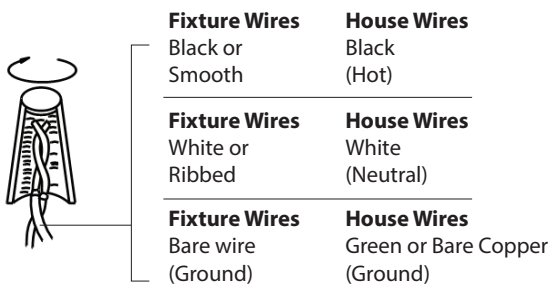 Fixture Wires House Wires
Black or Black
Smooth (Hot)
Fixture Wires House Wires
White or White
Ribbed (Neutral)
Fixture Wires House Wires
Bare wire Green or Bare Copper
(Ground) (Ground)